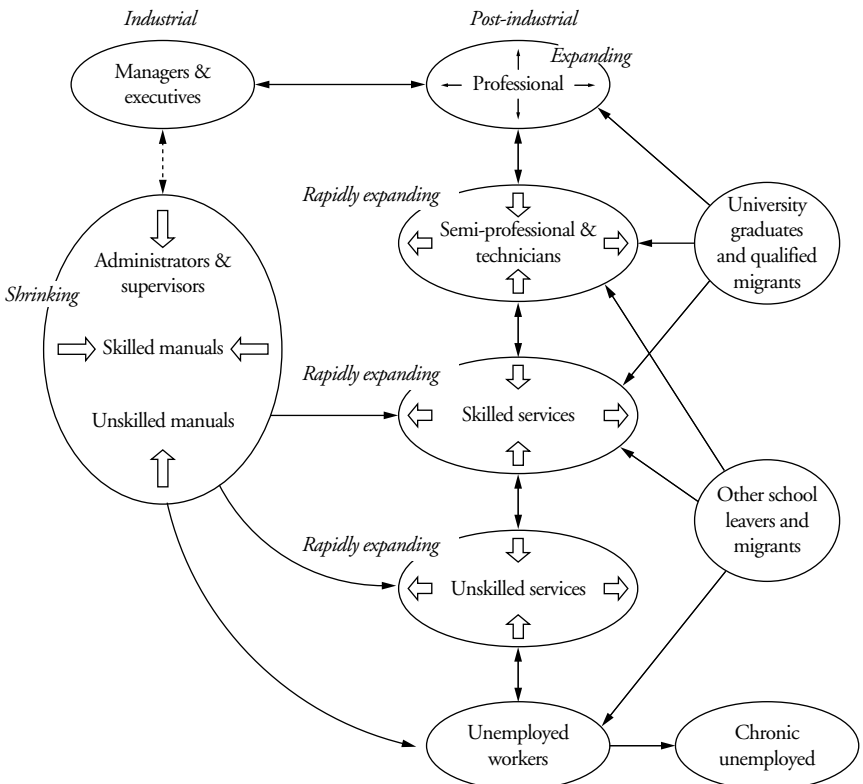 Industrial
Post-industrial
Managers &
executives
Expanding
Professional
Rapidly expanding
Semi-professional &
technicians
University
graduates
and qualified
migrants
Administrators &
supervisors
Shrinking
Skilled manuals
Unskilled manuals
Rapidly expanding
Skilled services
Other school
leavers and
migrants
Rapidly expanding
Unskilled services
Unemployed
workers
Chronic
unemployed